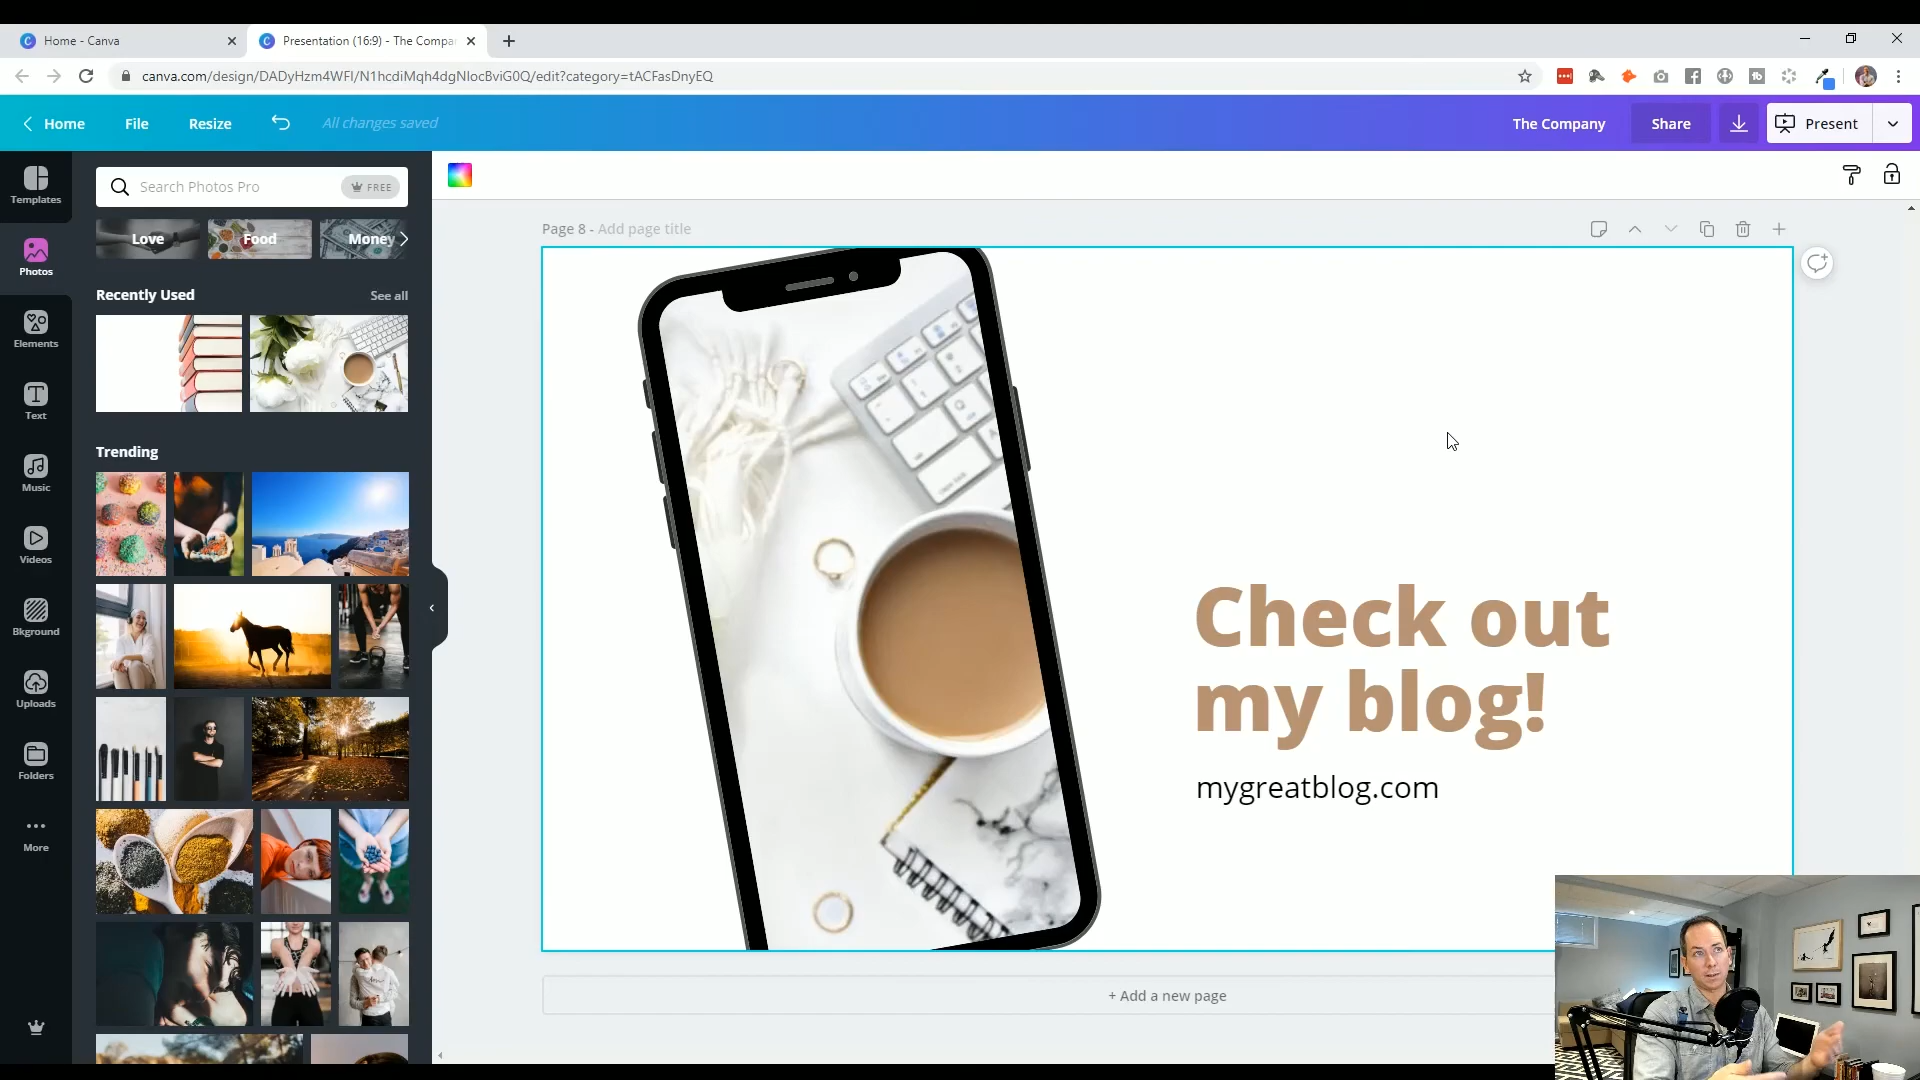 Home - Canva
Presentation (16:9) - The Compa
canva.com/design/DADyHzm4WFI/N1hcdiMqh4dgNlocBviG0Q/edit?category=tACFasDnyEQ
Home
File
Resize
All changes saved
The Company
Share
Present
Templates
Photos
Elements
Text
Music
Videos
Bkground
Uploads
Folders
More
Search Photos Pro
FREE
Love
Food
Money
Recently Used
See all
Trending
Page 8 - Add page title
Check out
my blog!
mygreatblog.com
+ Add a new page